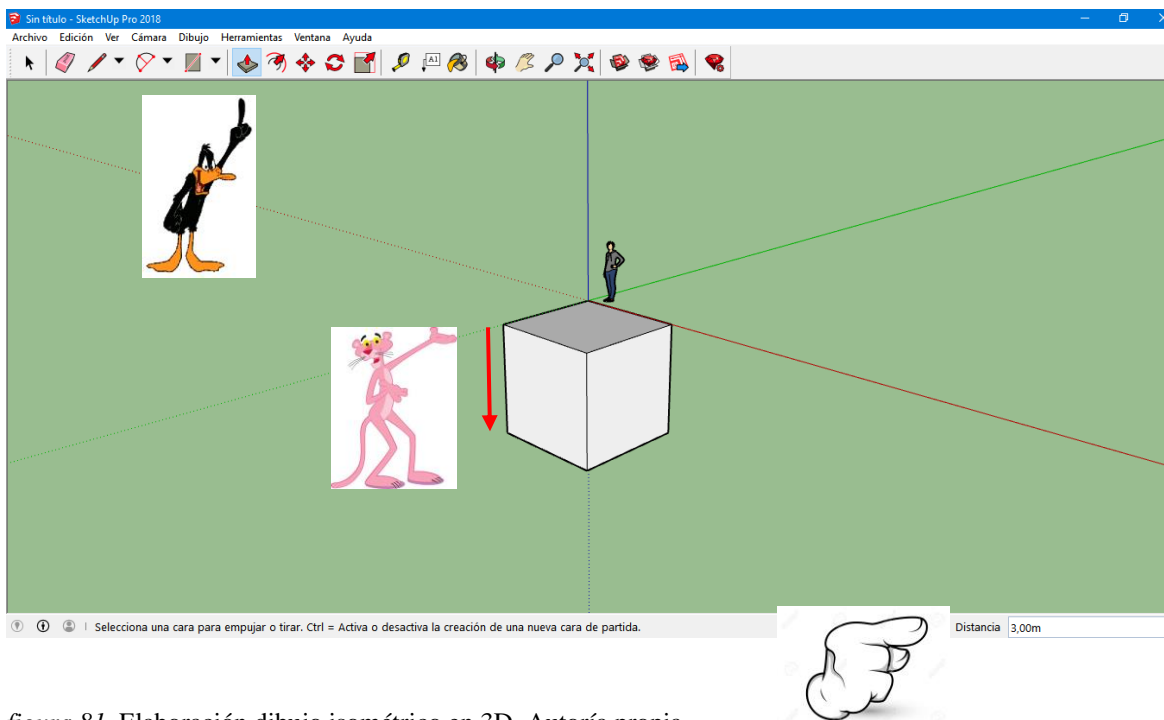 Sin título - SketchUp Pro 2018
Archivo Edición Ver Cámara Dibujo Herramientas Ventana Ayuda
A1
Selecciona una cara para empujar o tirar. Ctrl = Activa o desactiva la creación de una nueva cara de partida.
Distancia 3,00m
figura 81. Elaboración dibujo isométrico en 3D. Autoría propia